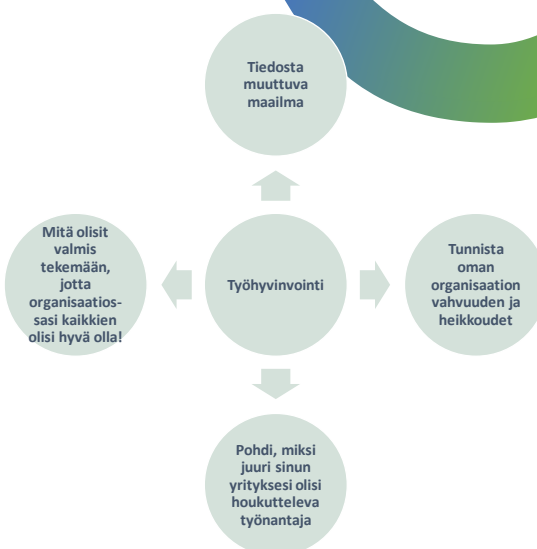 Tiedosta
muuttuva
maailma
Mitä olisit
valmis
tekemään,
jotta
organisaatios-
sasi kaikkien
olisi hyvä olla!
Työhyvinvointi
Tunnista
oman
organisaation
vahvuuden ja
heikkoudet
Pohdi, miksi
juuri sinun
yrityksesi olisi
houkutteleva
työnantaja